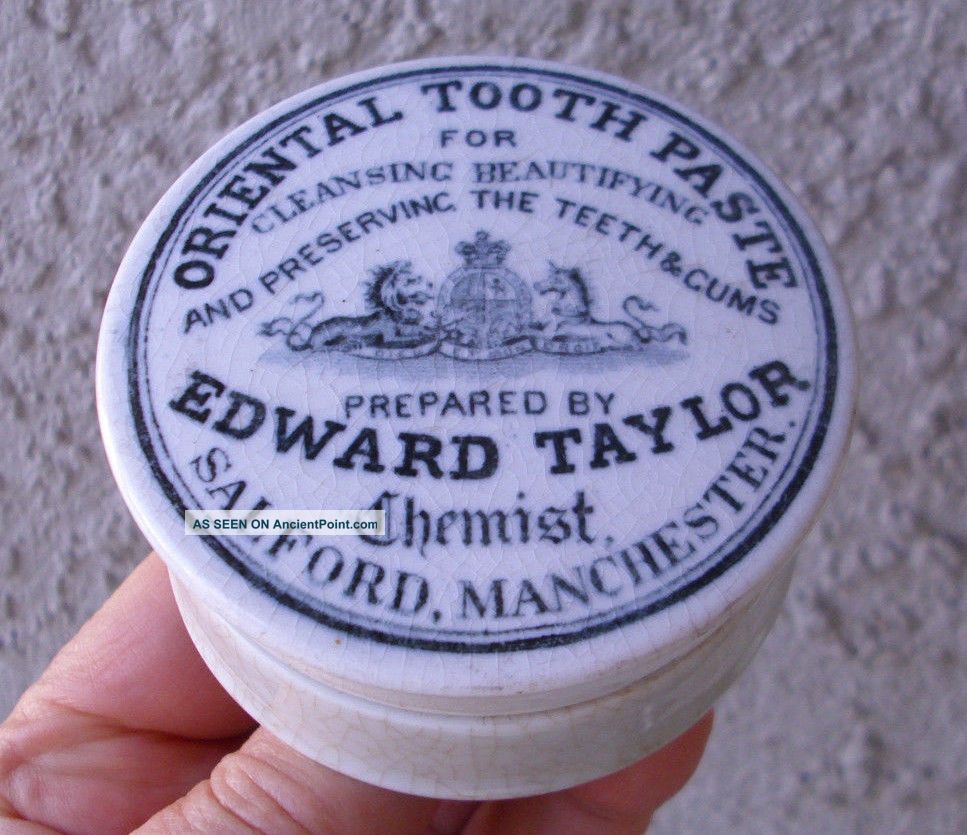 ORIENTAL TOOTH PASTE
FOR
CLEANSING BEAUTIFYING
AND PRESERVING THE TEETH & GUMS
PREPARED BY
EDWARD TAYLOR
Chemist,
SALFORD, MANCHESTER.
AS SEEN ON AncientPoint.com